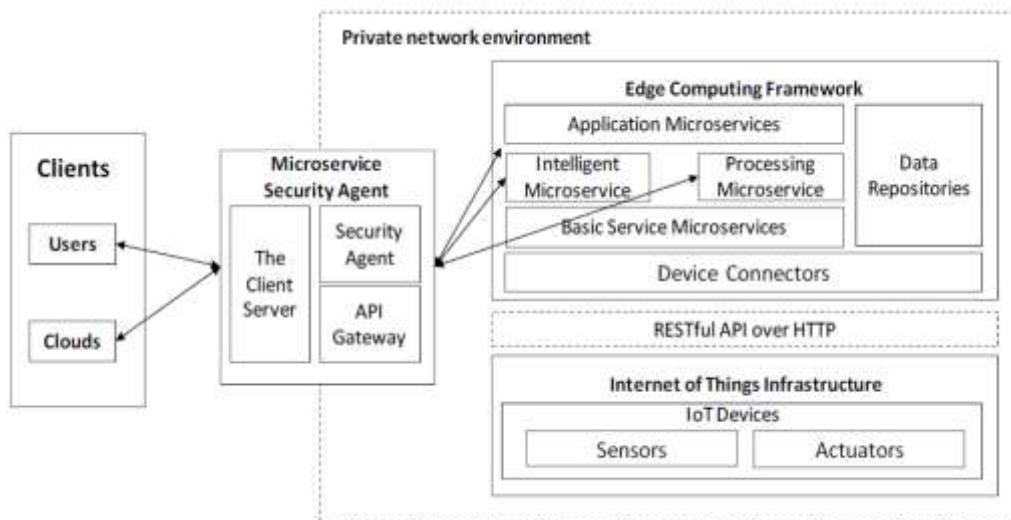 Private network environment
Clients
Users
Clouds
Microservice
Security Agent
The
Client
Server
Security
Agent
API
Gateway
Edge Computing Framework
Application Microservices
Intelligent
Microservice
Processing
Microservice
Basic Service Microservices
Data
Repositories
Device Connectors
RESTful API over HTTP
Internet of Things Infrastructure
IoT Devices
Sensors
Actuators